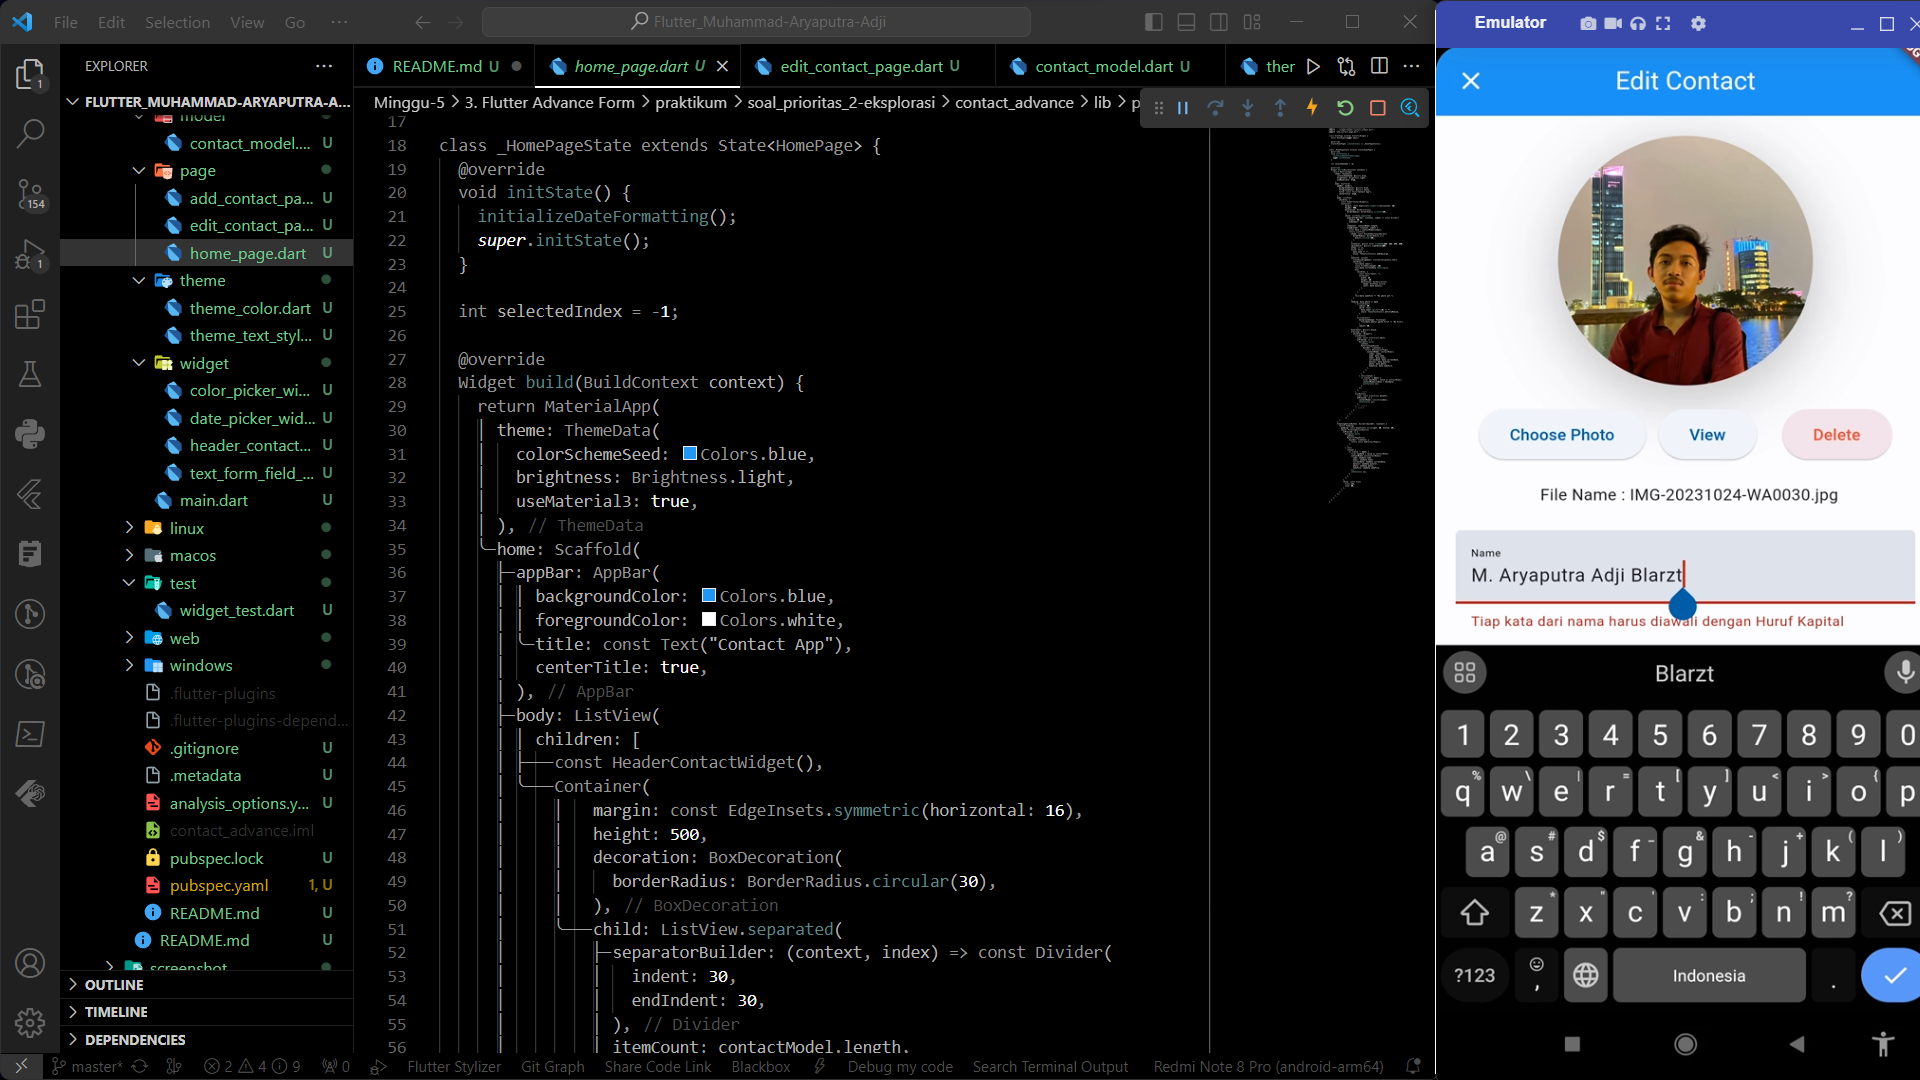 File Edit Selection View Go ···
Flutter_Muhammad-Aryaputra-Adji
EXPLORER ···
FLUTTER_MUHAMMAD-ARYAPUTRA-A...
model
contact_model.... U
page
add_contact_pa... U
edit_contact_pa... U
home_page.dart U
theme
theme_color.dart U
theme_text_styl... U
widget
color_picker_wi... U
date_picker_wid... U
header_contact... U
text_form_field_... U
main.dart U
linux
macos
test
widget_test.dart U
web
windows
.flutter-plugins
.flutter-plugins-depend...
.gitignore U
.metadata U
analysis_options.y... U
contact_advance.iml
pubspec.lock U
pubspec.yaml 1, U
README.md U
README.md U
screenshot
OUTLINE
TIMELINE
DEPENDENCIES
1
154
1
README.md U
home_page.dart U
edit_contact_page.dart U
contact_model.dart U
ther
Minggu-5 > 3. Flutter Advance Form > praktikum > soal_prioritas_2-eksplorasi > contact_advance > lib > p
17
18 class _HomePageState extends State<HomePage> {
19 @override
20 void initState() {
21 initializeDateFormatting();
22 super.initState();
23 }
24
25 int selectedIndex = -1;
26
27 @override
28 Widget build(BuildContext context) {
29 return MaterialApp(
30 theme: ThemeData(
31 colorSchemeSeed: Colors.blue,
32 brightness: Brightness.light,
33 useMaterial3: true,
34 ), // ThemeData
35 home: Scaffold(
36 appBar: AppBar(
37 backgroundColor: Colors.blue,
38 foregroundColor: Colors.white,
39 title: const Text("Contact App"),
40 centerTitle: true,
41 ), // AppBar
42 body: ListView(
43 children: [
44 const HeaderContactWidget(),
45 Container(
46 margin: const EdgeInsets.symmetric(horizontal: 16),
47 height: 500,
48 decoration: BoxDecoration(
49 borderRadius: BorderRadius.circular(30),
50 ), // BoxDecoration
51 child: ListView.separated(
52 separatorBuilder: (context, index) => const Divider(
53 indent: 30,
54 endIndent: 30,
55 ), // Divider
56 itemCount: contactModel.length,
master* 2 4 9 0 Flutter Stylizer Git Graph Share Code Link Blackbox Debug my code Search Terminal Output Redmi Note 8 Pro (android-arm64)
Emulator
Edit Contact
Choose Photo View Delete
File Name : IMG-20231024-WA0030.jpg
Name
M. Aryaputra Adji Blarzt
Tiap kata dari nama harus diawali dengan Huruf Kapital
Blarzt
1 2 3 4 5 6 7 8 9 0
q w e r t y u i o p
a s d f g h j k l
z x c v b n m
?123 , Indonesia .